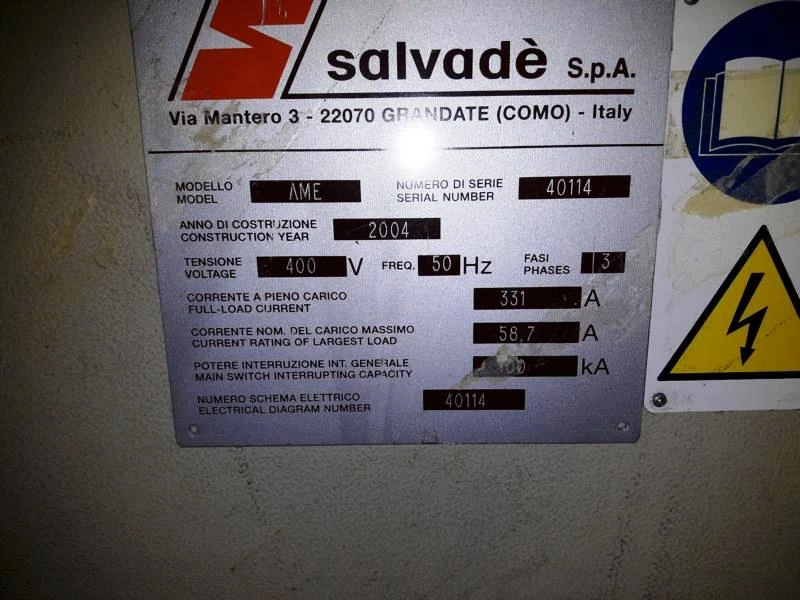 salvadè S.p.A.
Via Mantero 3 - 22070 GRANDATE (COMO) - Italy
MODELLO
MODEL
AME
NUMERO DI SERIE
SERIAL NUMBER
40114
ANNO DI COSTRUZIONE
CONSTRUCTION YEAR
2004
TENSIONE
VOLTAGE
400 V
FREQ. 50 Hz
FASI
PHASES
3
CORRENTE A PIENO CARICO
FULL-LOAD CURRENT
331 A
CORRENTE NOM. DEL CARICO MASSIMO
CURRENT RATING OF LARGEST LOAD
58,7 A
POTERE INTERRUZIONE INT. GENERALE
MAIN SWITCH INTERRUPTING CAPACITY
kA
NUMERO SCHEMA ELETTRICO
ELECTRICAL DIAGRAM NUMBER
40114